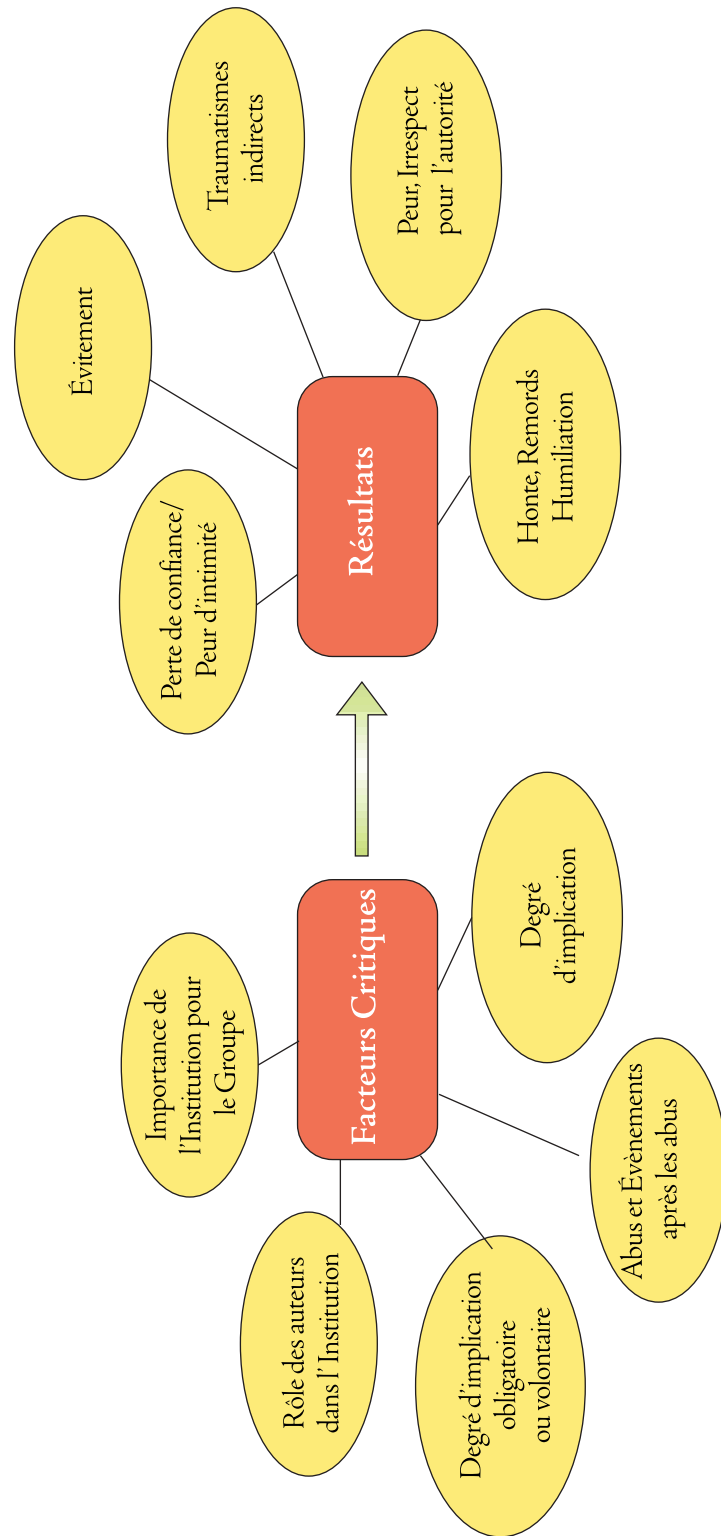 Importance de
l'Institution pour
le Groupe
Rôle des auteurs
dans l'Institution
Facteurs Critiques
Degré d'implication
obligatoire
ou volontaire
Abus et Évènements
après les abus
Degré
d'implication
Évitement
Perte de confiance/
Peur d'intimité
Traumatismes
indirects
Résultats
Peur, Irrespect
pour l'autorité
Honte, Remords
Humiliation